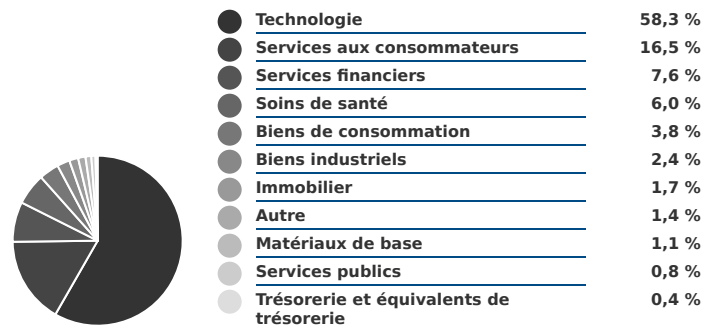 Technologie 58,3 %
Services aux consommateurs 16,5 %
Services financiers 7,6 %
Soins de santé 6,0 %
Biens de consommation 3,8 %
Biens industriels 2,4 %
Immobilier 1,7 %
Autre 1,4 %
Matériaux de base 1,1 %
Services publics 0,8 %
Trésorerie et équivalents de 0,4 %
trésorerie